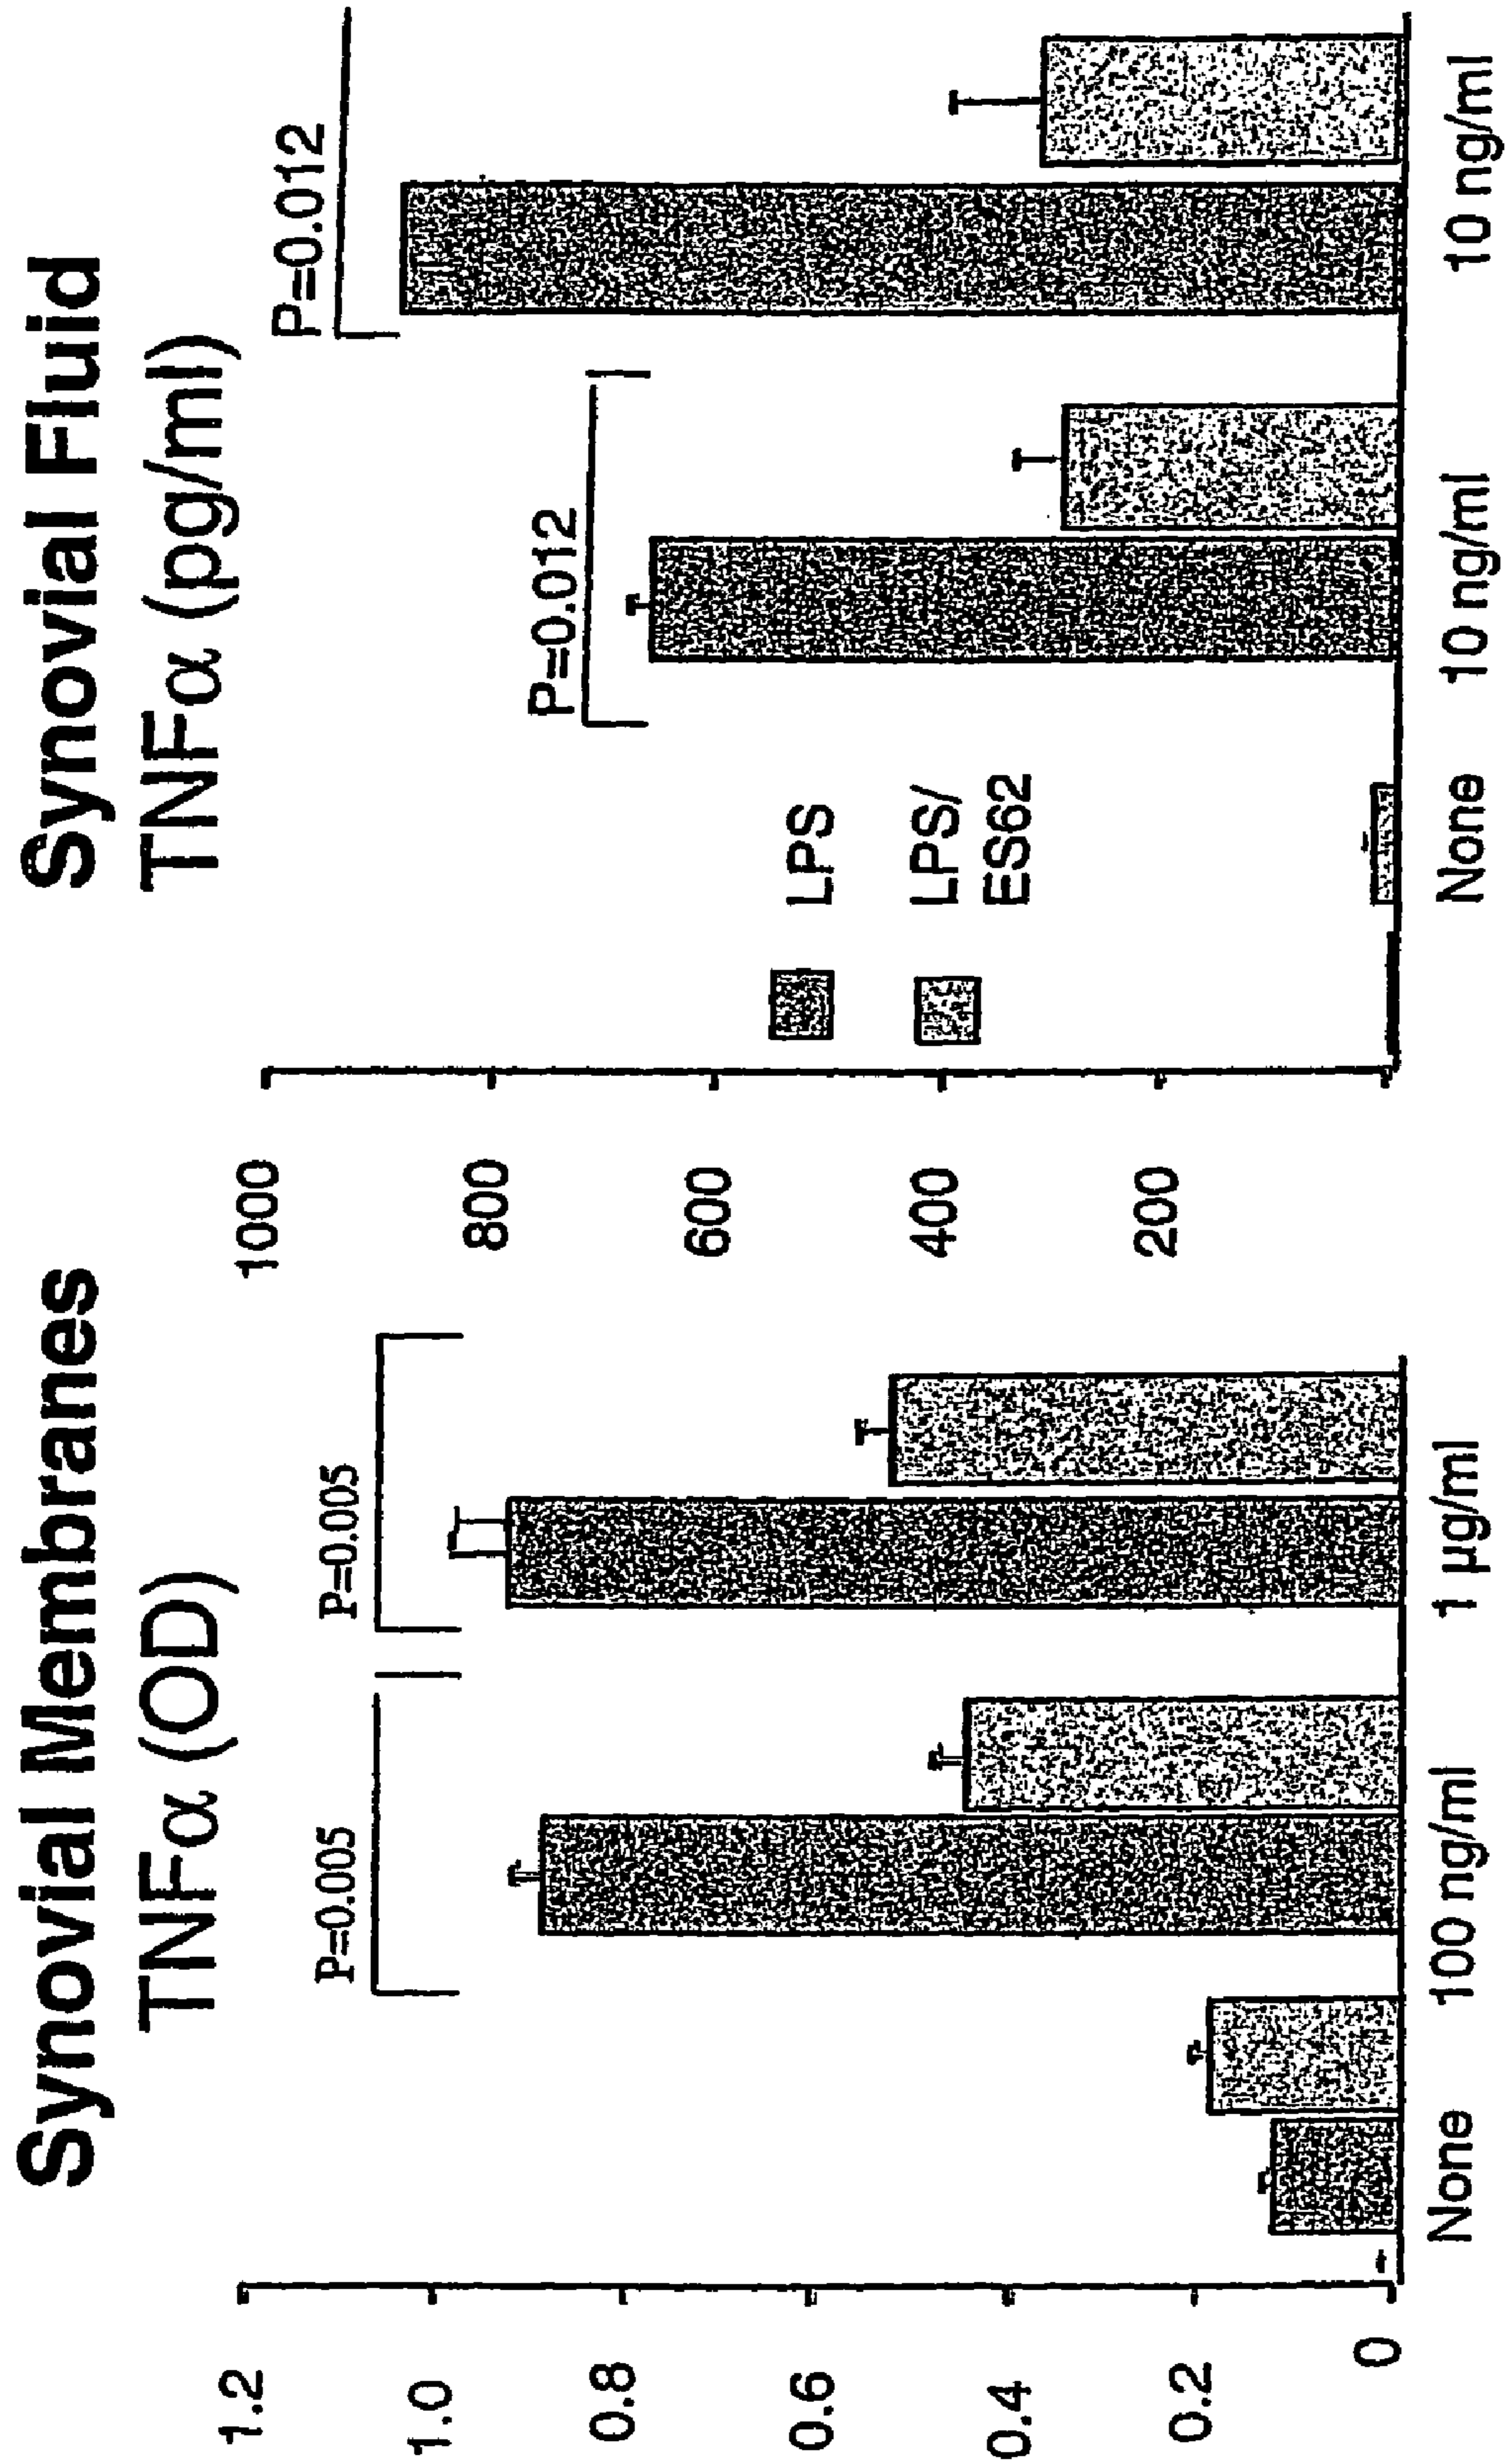 Synovial Membranes
TNFα (OD)
P=0.005
P=0.005
1.2
1.0
0.8
0.6
0.4
0.2
0
None
100 ng/ml
1 µg/ml
Synovial Fluid
TNFα (pg/ml)
P=0.012
P=0.012
1000
800
600
400
200
LPS
LPS/
ES62
None
10 ng/ml
10 ng/ml